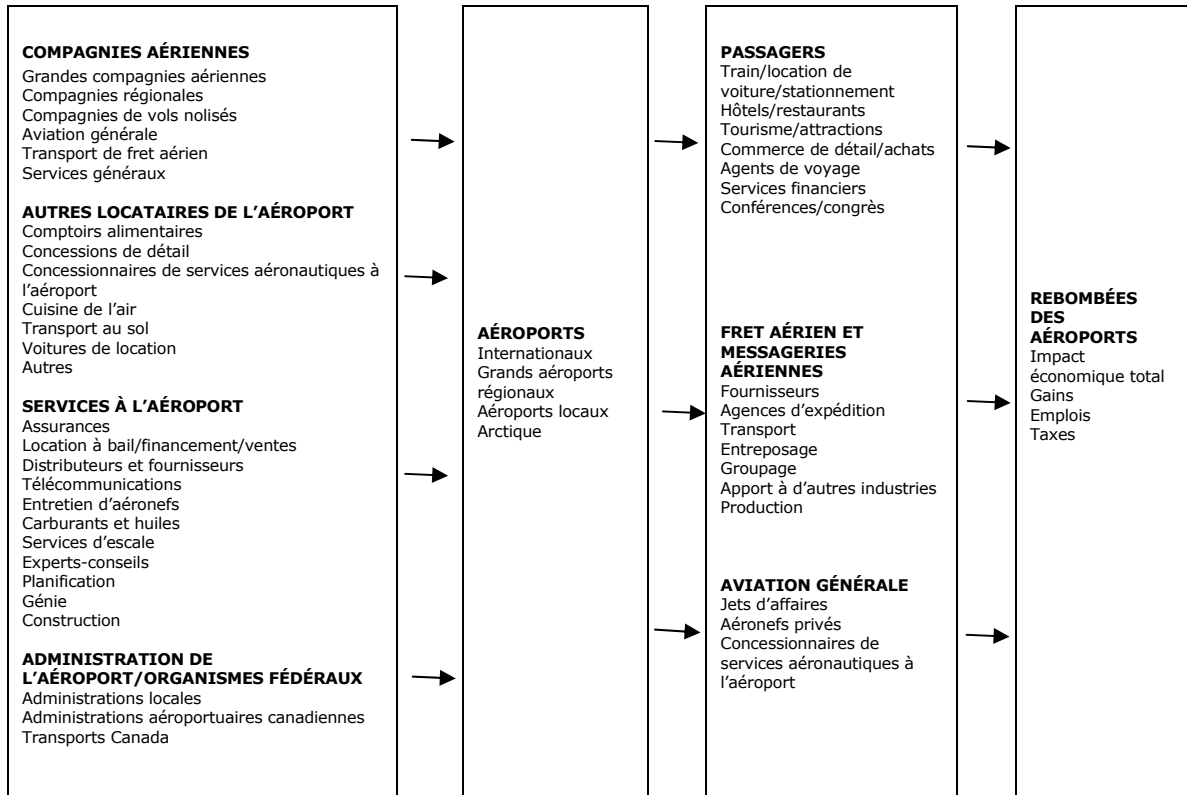 COMPAGNIES AÉRIENNES
Grandes compagnies aériennes
Compagnies régionales
Compagnies de vols nolisés
Aviation générale
Transport de fret aérien
Services généraux
AUTRES LOCATAIRES DE L’AÉROPORT
Comptoirs alimentaires
Concessions de détail
Concessionnaires de services aéronautiques à
l’aéroport
Cuisine de l’air
Transport au sol
Voitures de location
Autres
SERVICES À L’AÉROPORT
Assurances
Location à bail/financement/ventes
Distributeurs et fournisseurs
Télécommunications
Entretien d’aéronefs
Carburants et huiles
Services d’escale
Experts-conseils
Planification
Génie
Construction
ADMINISTRATION DE
L’AÉROPORT/ORGANISMES FÉDÉRAUX
Administrations locales
Administrations aéroportuaires canadiennes
Transports Canada
AÉROPORTS
Internationaux
Grands aéroports
régionaux
Aéroports locaux
Arctique
PASSAGERS
Train/location de
voiture/stationnement
Hôtels/restaurants
Tourisme/attractions
Commerce de détail/achats
Agents de voyage
Services financiers
Conférences/congrès
FRET AÉRIEN ET
MESSAGERIES
AÉRIENNES
Fournisseurs
Agences d’expédition
Transport
Entreposage
Groupage
Apport à d’autres industries
Production
AVIATION GÉNÉRALE
Jets d’affaires
Aéronefs privés
Concessionnaires de
services aéronautiques à
l’aéroport
REBOMBÉES
DES
AÉROPORTS
Impact
économique total
Gains
Emplois
Taxes